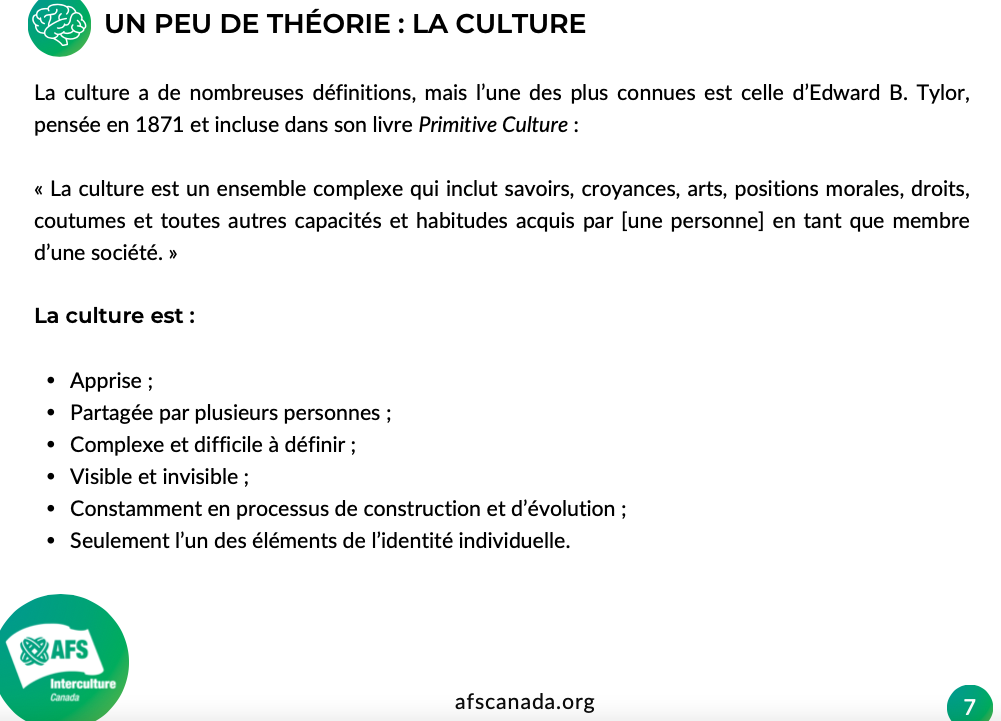 UN PEU DE THÉORIE : LA CULTURE
La culture a de nombreuses définitions, mais l’une des plus connues est celle d’Edward B. Tylor,
pensée en 1871 et incluse dans son livre Primitive Culture :
« La culture est un ensemble complexe qui inclut savoirs, croyances, arts, positions morales, droits,
coutumes et toutes autres capacités et habitudes acquis par [une personne] en tant que membre
d’une société. »
La culture est :
• Apprise ;
• Partagée par plusieurs personnes ;
• Complexe et difficile à définir ;
• Visible et invisible ;
• Constamment en processus de construction et d’évolution ;
• Seulement l’un des éléments de l’identité individuelle.
AFS
Interculture
Canada
afscanada.org
7